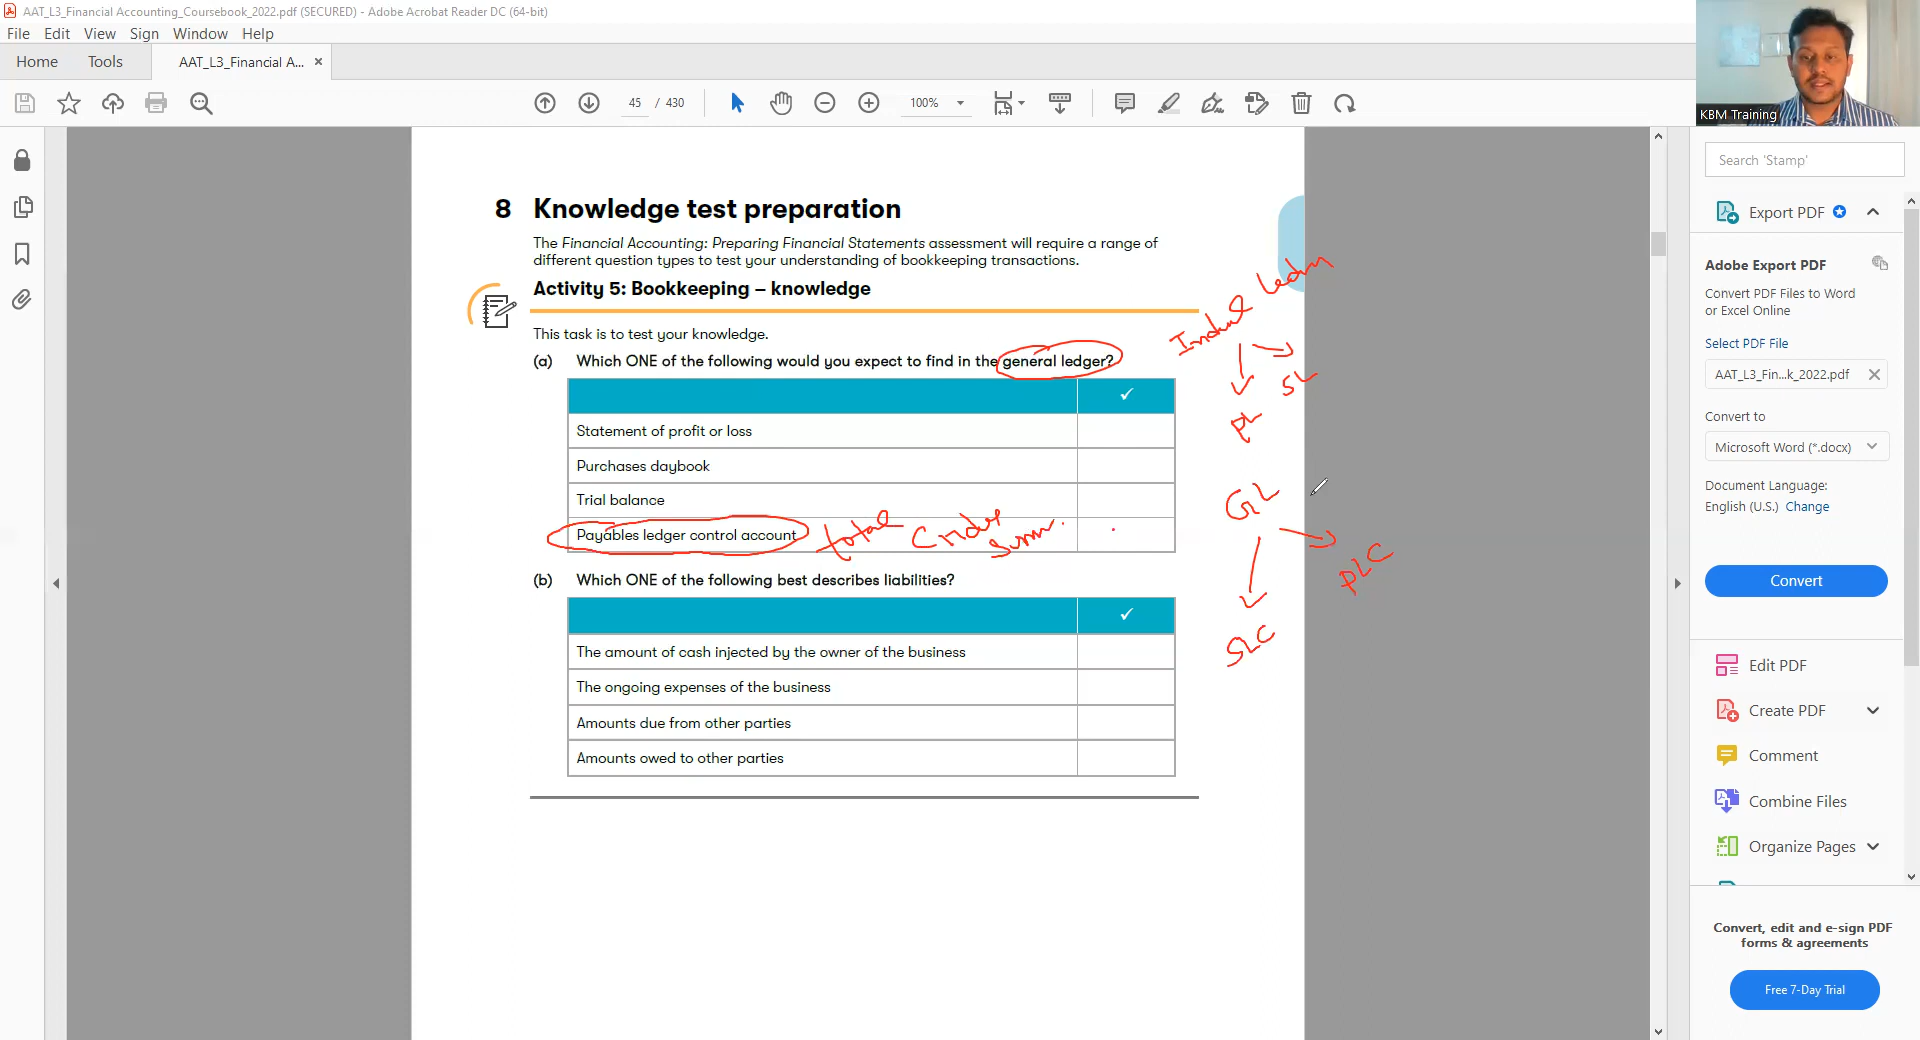 AAT_L3_Financial Accounting_Coursebook_2022.pdf (SECURED) - Adobe Acrobat Reader DC (64-bit)
File Edit View Sign Window Help
Home Tools AAT_L3_Financial A... ×
45 / 430 100%
KBM Training
8 Knowledge test preparation
The Financial Accounting: Preparing Financial Statements assessment will require a range of
different question types to test your understanding of bookkeeping transactions.
Activity 5: Bookkeeping – knowledge
This task is to test your knowledge.
(a) Which ONE of the following would you expect to find in the general ledger?
✓
Statement of profit or loss
Purchases daybook
Trial balance
Payables ledger control account
total
(b) Which ONE of the following best describes liabilities?
✓
The amount of cash injected by the owner of the business
The ongoing expenses of the business
Amounts due from other parties
Amounts owed to other parties
SL
PL
GL
PLC
SLC
Search 'Stamp'
Export PDF
Adobe Export PDF
Convert PDF Files to Word
or Excel Online
Select PDF File
AAT_L3_Fin...k_2022.pdf ×
Convert to
Microsoft Word (*.docx)
Document Language:
English (U.S.) Change
Convert
Edit PDF
Create PDF
Comment
Combine Files
Organize Pages
Convert, edit and e-sign PDF
forms & agreements
Free 7-Day Trial